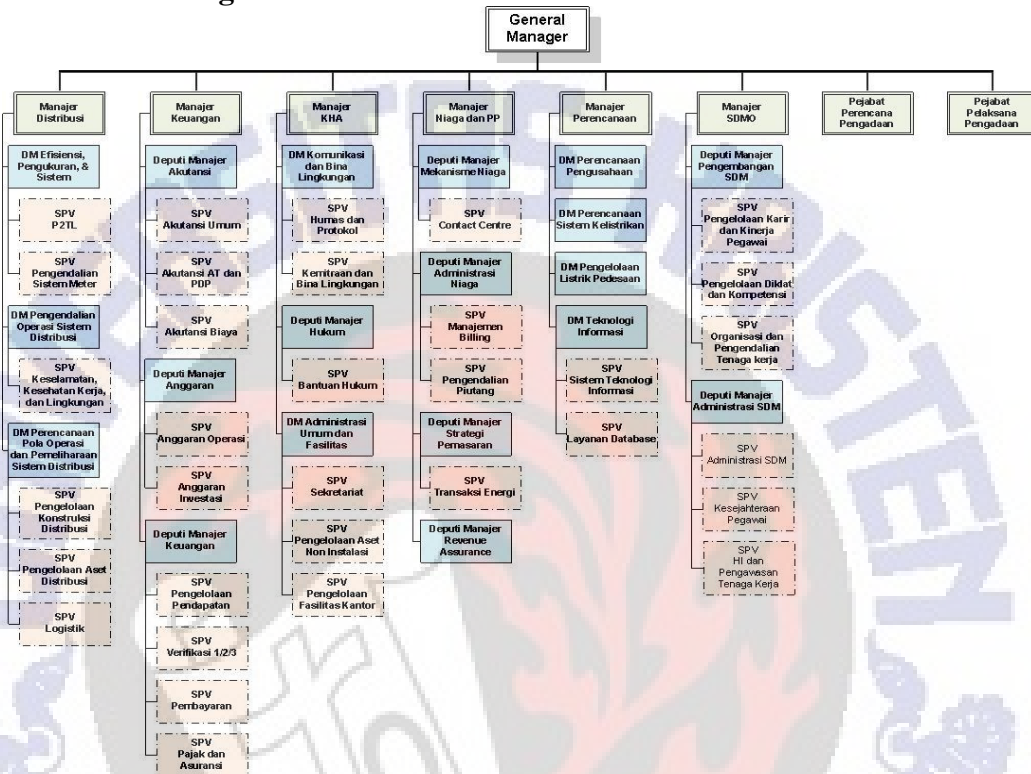 General
Manager
Manajer
Distribusi
DM Efisiensi,
Pengukuran, &
Sistem
SPV
P2TL
SPV
Pengendalian
Sistem Meter
DM Pengendalian
Operasi Sistem
Distribusi
SPV
Keselamatan,
Kesehatan Kerja,
dan Lingkungan
DM Perencanaan
Pola Operasi
dan Pemeliharaan
Sistem Distribusi
SPV
Pengelolaan
Konstruksi
Distribusi
SPV
Pengelolaan Aset
Distribusi
SPV
Logistik
Manajer
Keuangan
Deputi Manajer
Akutansi
SPV
Akutansi Umum
SPV
Akutansi AT dan
PDP
SPV
Akutansi Biaya
Deputi Manajer
Anggaran
SPV
Anggaran Operasi
SPV
Anggaran
Investasi
Deputi Manajer
Keuangan
SPV
Pengelolaan
Pendapatan
SPV
Verifikasi 1/2/3
SPV
Pembayaran
SPV
Pajak dan
Asuransi
Manajer
KHA
DM Komunikasi
dan Bina
Lingkungan
SPV
Humas dan
Protokol
SPV
Kemitraan dan
Bina Lingkungan
Deputi Manajer
Hukum
SPV
Bantuan Hukum
DM Administrasi
Umum dan
Fasilitas
SPV
Sekretariat
SPV
Pengelolaan Aset
Non Instalasi
SPV
Pengelolaan
Fasilitas Kantor
Manajer
Niaga dan PP
Deputi Manajer
Mekanisme Niaga
SPV
Contact Centre
Deputi Manajer
Administrasi
Niaga
SPV
Manajemen
Billing
SPV
Pengendalian
Piutang
Deputi Manajer
Strategi
Pemasaran
SPV
Transaksi Energi
Deputi Manajer
Revenue
Assurance
Manajer
Perencanaan
DM Perencanaan
Pengusahaan
DM Perencanaan
Sistem Kelistrikan
DM Pengelolaan
Listrik Pedesaan
DM Teknologi
Informasi
SPV
Sistem Teknologi
Informasi
SPV
Layanan Database
Manajer
SDMO
Deputi Manajer
Pengembangan
SDM
SPV
Pengelolaan Karir
dan Kinerja
Pegawai
SPV
Pengelolaan Diklat
dan Kompetensi
SPV
Organisasi dan
Pengendalian
Tenaga kerja
Deputi Manajer
Administrasi SDM
SPV
Administrasi SDM
SPV
Kesejahteraan
Pegawai
SPV
HI dan
Pengawasan
Tenaga Kerja
Pejabat
Perencana
Pengadaan
Pejabat
Pelaksana
Pengadaan